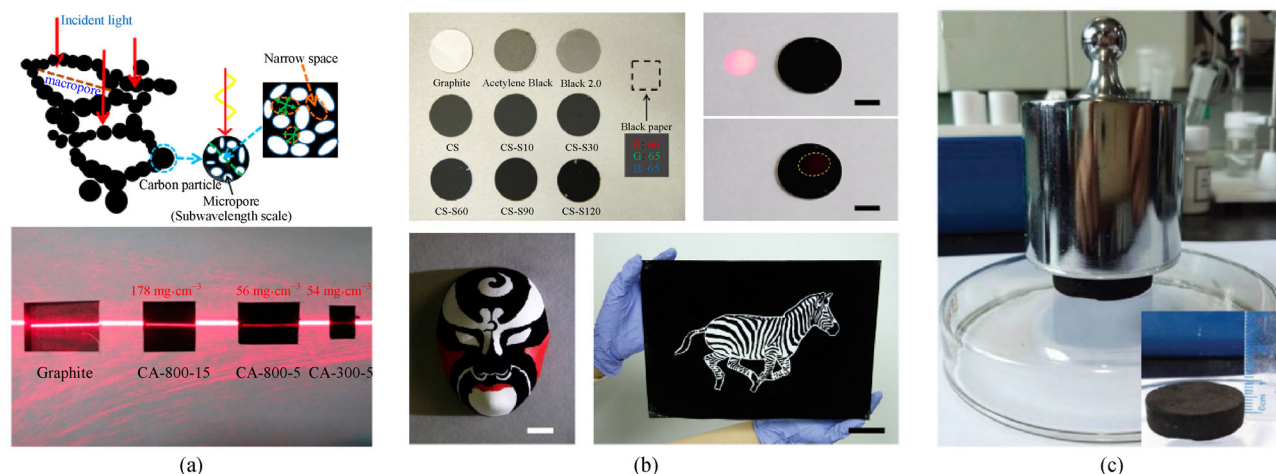 Incident light
macropore
Narrow space
Carbon particle
Micropore
(Subwavelength scale)
178 mg·cm⁻³
56 mg·cm⁻³
54 mg·cm⁻³
Graphite
CA-800-15
CA-800-5
CA-300-5
(a)
Graphite
Acetylene Black
Black 2.0
CS
CS-S10
CS-S30
CS-S60
CS-S90
CS-S120
Black paper
R: 66
G: 65
B: 65
(b)
0cm
(c)